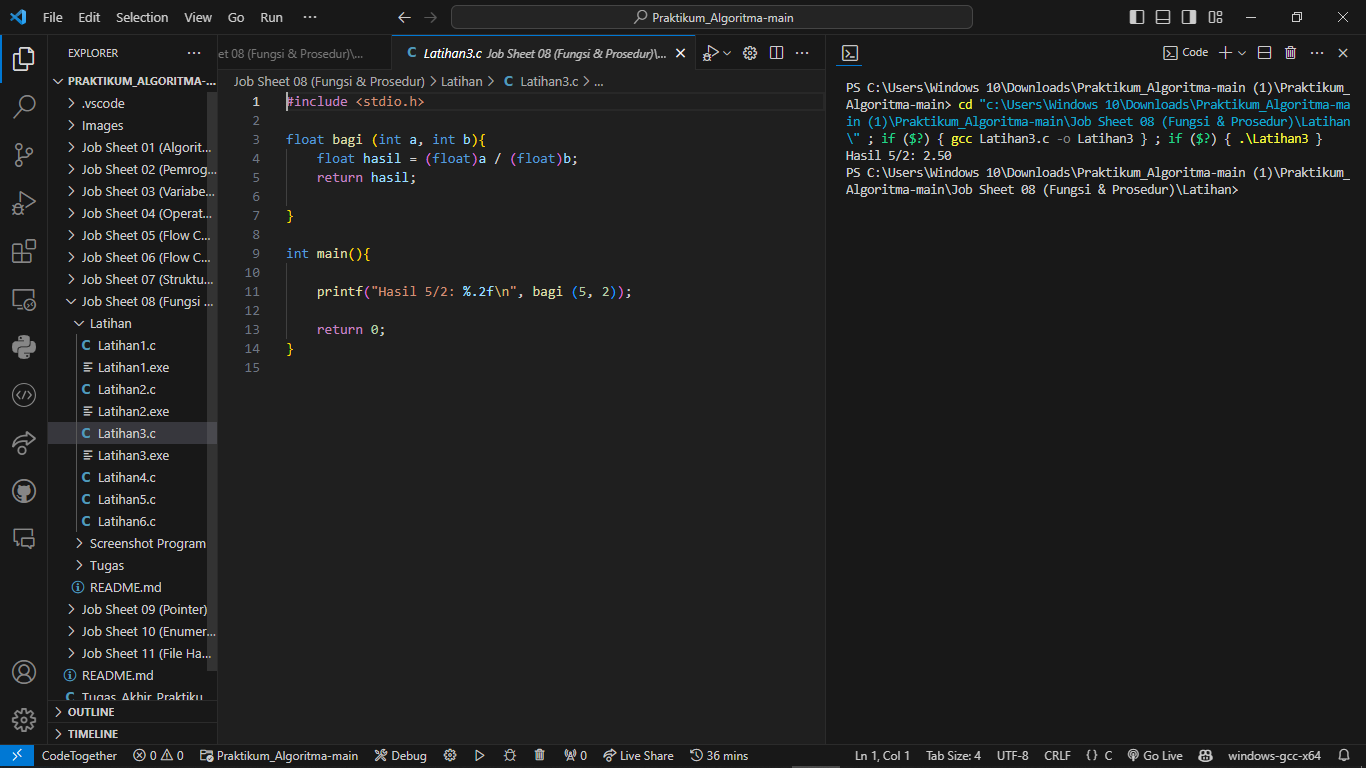 File Edit Selection View Go Run ···
Praktikum_Algoritma-main
EXPLORER ···
PRAKTIKUM_ALGORITMA-...
.vscode
Images
Job Sheet 01 (Algorit...
Job Sheet 02 (Pemrog...
Job Sheet 03 (Variabe...
Job Sheet 04 (Operat...
Job Sheet 05 (Flow C...
Job Sheet 06 (Flow C...
Job Sheet 07 (Struktu...
Job Sheet 08 (Fungsi ...
Latihan
C Latihan1.c
Latihan1.exe
C Latihan2.c
Latihan2.exe
C Latihan3.c
Latihan3.exe
C Latihan4.c
C Latihan5.c
C Latihan6.c
Screenshot Program
Tugas
README.md
Job Sheet 09 (Pointer)
Job Sheet 10 (Enumer...
Job Sheet 11 (File Ha...
README.md
C Tugas_Akhir_Praktiku
OUTLINE
TIMELINE
et 08 (Fungsi & Prosedur)\...
C Latihan3.c Job Sheet 08 (Fungsi & Prosedur)\...
Job Sheet 08 (Fungsi & Prosedur) > Latihan > C Latihan3.c > ...
1 #include <stdio.h>
2
3 float bagi (int a, int b){
4 float hasil = (float)a / (float)b;
5 return hasil;
6
7 }
8
9 int main(){
10
11 printf("Hasil 5/2: %.2f\n", bagi (5, 2));
12
13 return 0;
14 }
15
Code
PS C:\Users\Windows 10\Downloads\Praktikum_Algoritma-main (1)\Praktikum_
Algoritma-main> cd "c:\Users\Windows 10\Downloads\Praktikum_Algoritma-ma
in (1)\Praktikum_Algoritma-main\Job Sheet 08 (Fungsi & Prosedur)\Latihan
\" ; if ($?) { gcc Latihan3.c -o Latihan3 } ; if ($?) { .\Latihan3 }
Hasil 5/2: 2.50
PS C:\Users\Windows 10\Downloads\Praktikum_Algoritma-main (1)\Praktikum_
Algoritma-main\Job Sheet 08 (Fungsi & Prosedur)\Latihan>
CodeTogether 0 0 Praktikum_Algoritma-main Debug 0 Live Share 36 mins Ln 1, Col 1 Tab Size: 4 UTF-8 CRLF {} C Go Live windows-gcc-x64